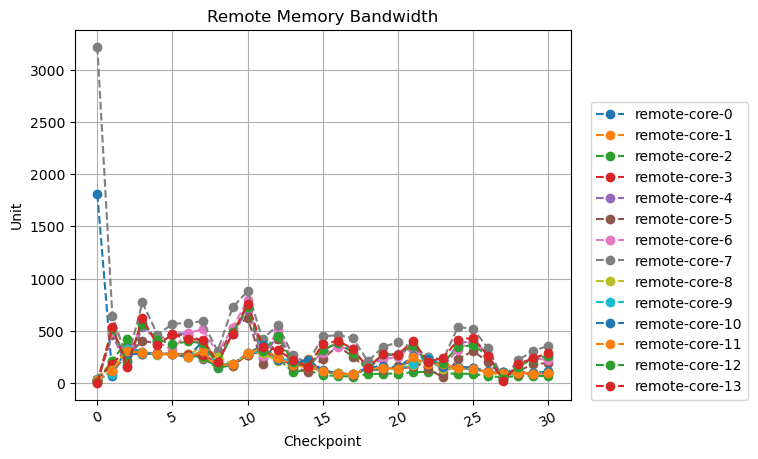 Remote Memory Bandwidth
Unit
3000
2500
2000
1500
1000
500
0
0
5
10
15
20
25
30
Checkpoint
remote-core-0
remote-core-1
remote-core-2
remote-core-3
remote-core-4
remote-core-5
remote-core-6
remote-core-7
remote-core-8
remote-core-9
remote-core-10
remote-core-11
remote-core-12
remote-core-13